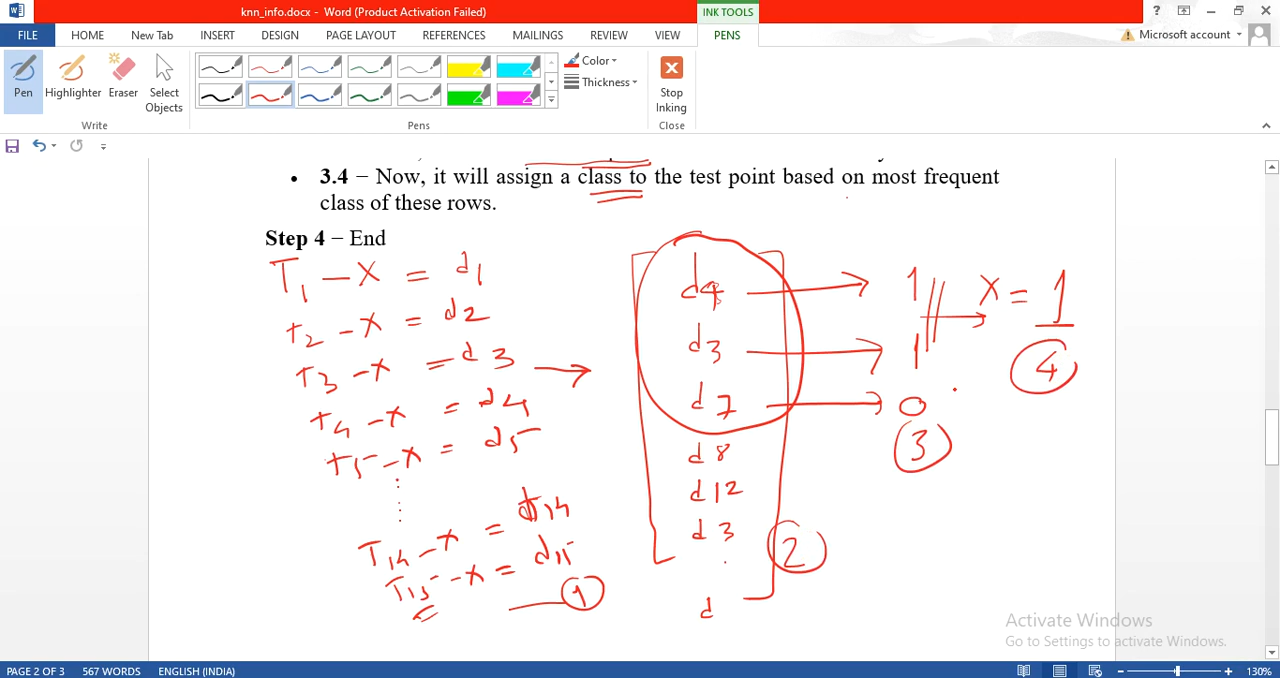 knn_info.docx - Word (Product Activation Failed)
INK TOOLS
FILE HOME New Tab INSERT DESIGN PAGE LAYOUT REFERENCES MAILINGS REVIEW VIEW PENS Microsoft account
Pen Highlighter Eraser Select Objects
Color
Thickness
Stop Inking
Write Pens Close
• 3.4 − Now, it will assign a class to the test point based on most frequent
class of these rows.
Step 4 − End
T1 - X = d1
T2 - X = d2
T3 - X = d3
T4 - X = d4
T5 - X = d5
T14 - X = d14
T15 - X = d15
1
d4
d3
d7
d8
d12
d3
d
2
1
1
0
3
X = 1
4
Activate Windows
Go to Settings to activate Windows.
PAGE 2 OF 3 567 WORDS ENGLISH (INDIA) 130%